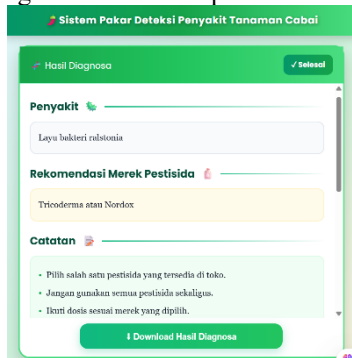 Sistem Pakar Deteksi Penyakit Tanaman Cabai
Hasil Diagnosa
✓ Selesai
Penyakit
Layu bakteri ralstonia
Rekomendasi Merek Pestisida
Tricoderma atau Nordox
Catatan
• Pilih salah satu pestisida yang tersedia di toko.
• Jangan gunakan semua pestisida sekaligus.
• Ikuti dosis sesuai merek yang dipilih.
⬇ Download Hasil Diagnosa